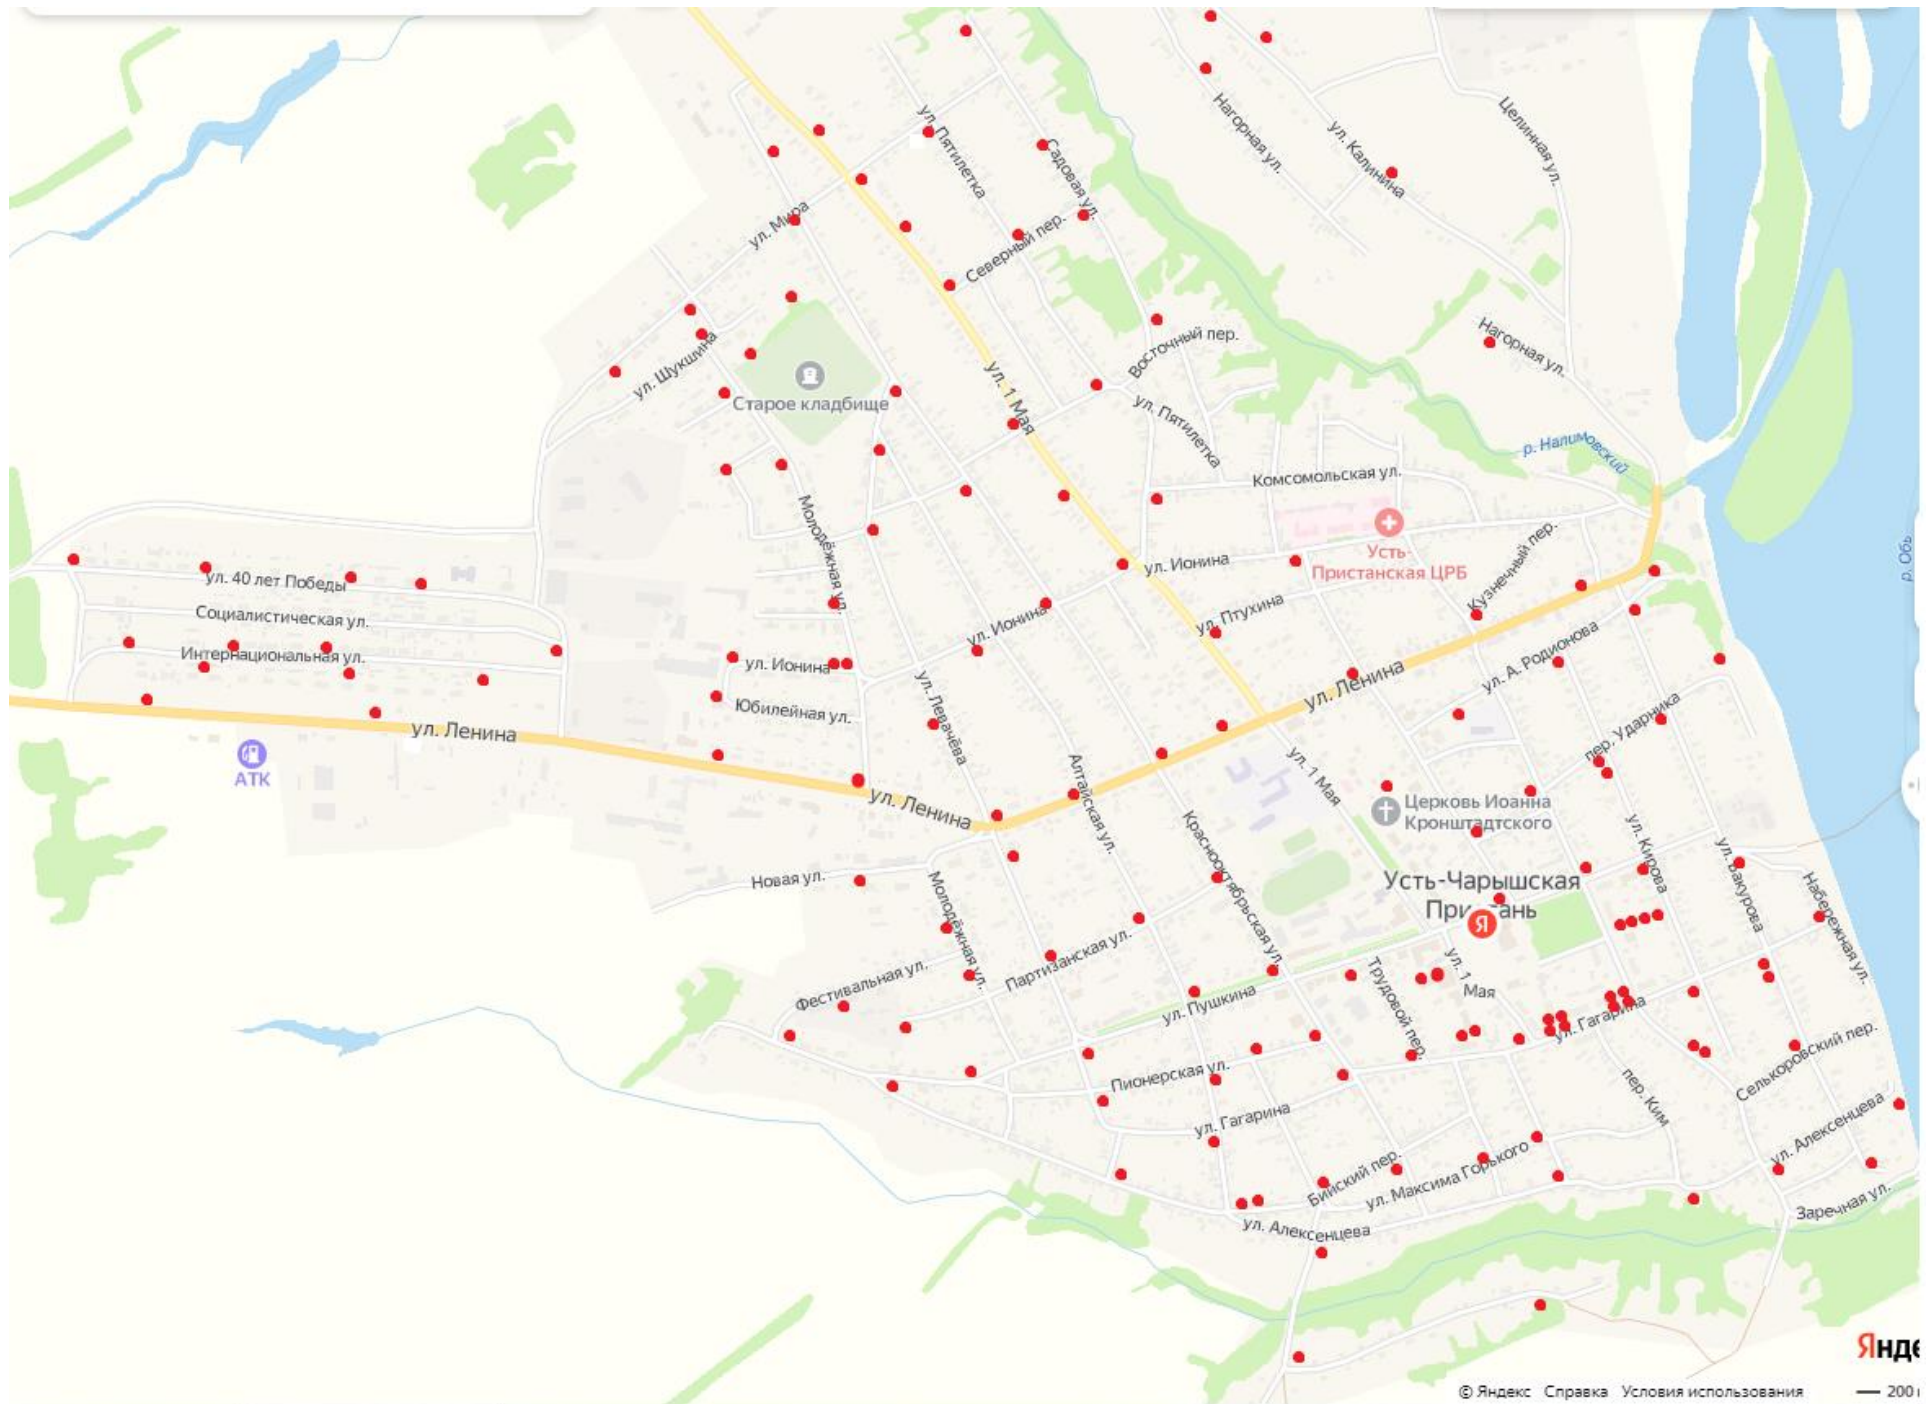 ул. Пятилетка
Садовая ул.
Нагорная ул.
ул. Калинина
Целинная ул.
ул. Мира
Северный пер.
ул. Щукшина
Старое кладбище
ул. 1 Мая
Восточный пер.
ул. Пятилетка
Нагорная ул.
р. Налимовский
Комсомольская ул.
Молодёжная ул.
Усть-
Пристанская ЦРБ
ул. Ионина
Кузнечный пер.
р. Обь
ул. 40 лет Победы
Социалистическая ул.
Интернациональная ул.
ул. Ионина
ул. Птухина
ул. Ионина
Юбилейная ул.
ул. Левачёва
ул. Ленина
ул. А. Родионова
пер. Ударника
ул. Ленина
АТК
ул. Ленина
Алтайская ул.
ул. 1 Мая
Церковь Иоанна
Кронштадтского
Краснооктябрьская ул.
ул. Кирова
ул. Вакурова
Набережная ул.
Новая ул.
Молодёжная ул.
Усть-Чарышская
Пристань
Я
Партизанская ул.
Фестивальная ул.
ул. Пушкина
Трудовой пер.
ул. 1
Мая
ул. Гагарина
Пионерская ул.
Селькоровский пер.
пер. Ким
ул. Гагарина
Бийский пер.
ул. Максима Горького
ул. Алексенцева
ул. Алексенцева
Заречная ул.
Янде
© Яндекс Справка Условия использования
200